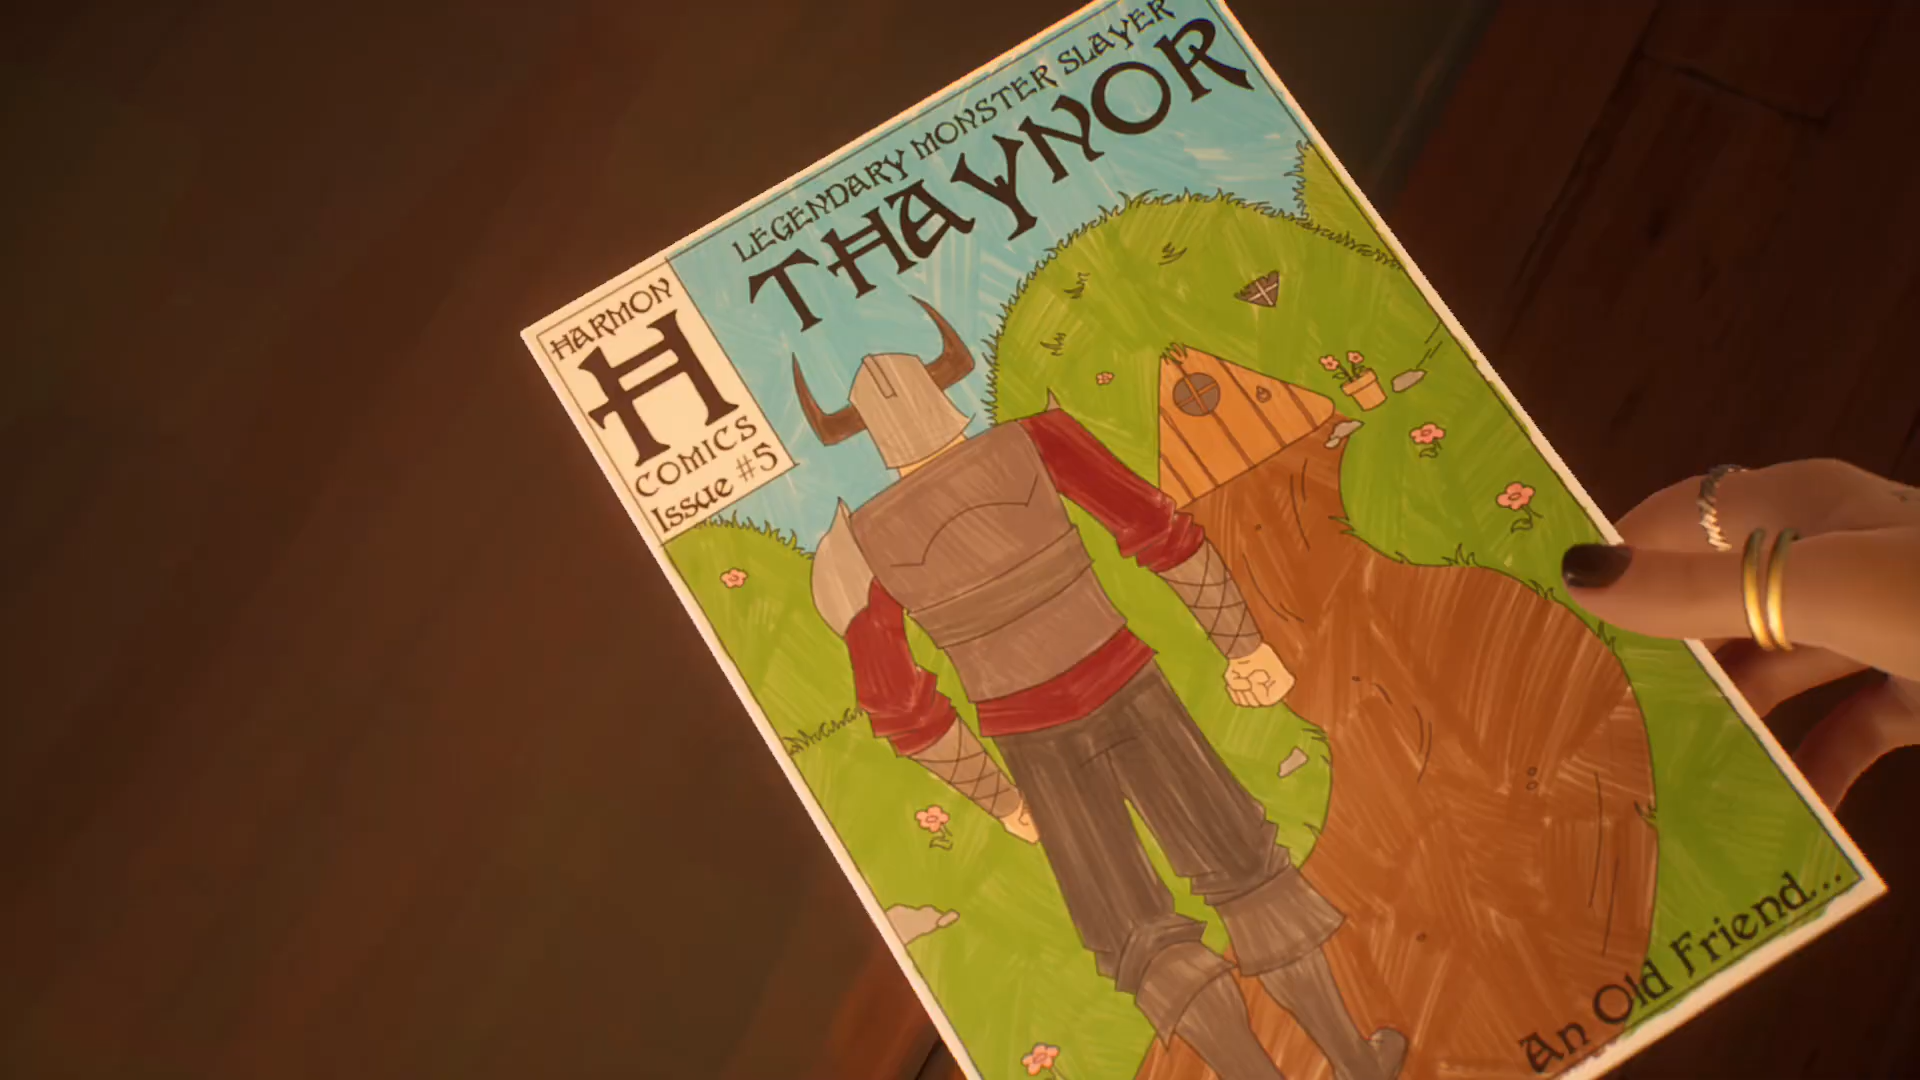 LEGENDARY MONSTER SLAYER
THAYNOR
HARMON
H
COMICS
Issue #5
An Old Friend...